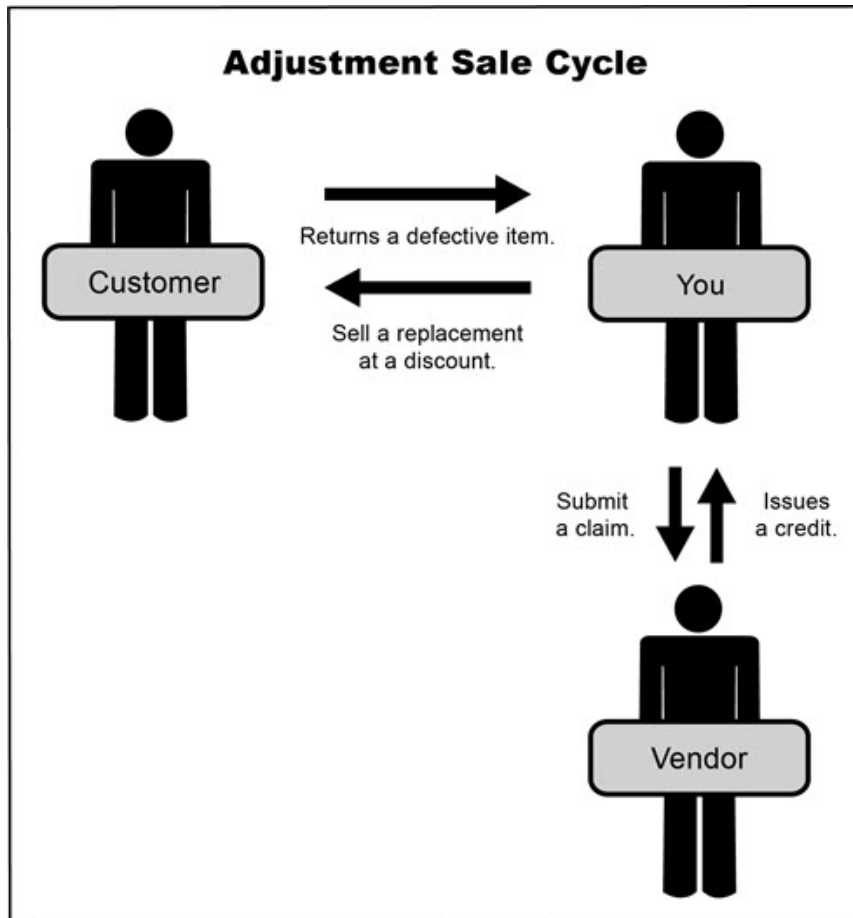 Adjustment Sale Cycle
Returns a defective item.
Customer
You
Sell a replacement
at a discount.
Submit
a claim.
Issues
a credit.
Vendor